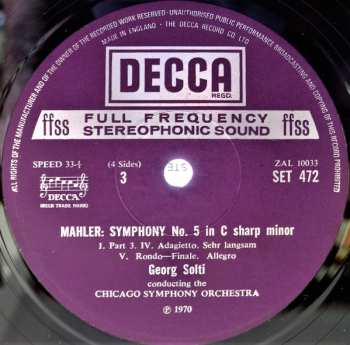 ALL RIGHTS OF THE MANUFACTURER AND OF THE OWNER OF THE RECORDED WORK RESERVED · UNAUTHORISED PUBLIC PERFORMANCE, BROADCASTING AND COPYING OF THIS RECORD PROHIBITED
MADE IN ENGLAND · THE DECCA RECORD CO LTD
DECCA
REGD.
ffss FULL FREQUENCY ffss
STEREOPHONIC SOUND
SPEED 33⅓
(4 Sides)
3
ZAL 10033
SET 472
DECCA
(REGD. TRADE MARK)
MAHLER: SYMPHONY No. 5 in C sharp minor
1. Part 3. IV. Adagietto. Sehr langsam
V. Rondo—Finale. Allegro
Georg Solti
conducting the
CHICAGO SYMPHONY ORCHESTRA
℗ 1970